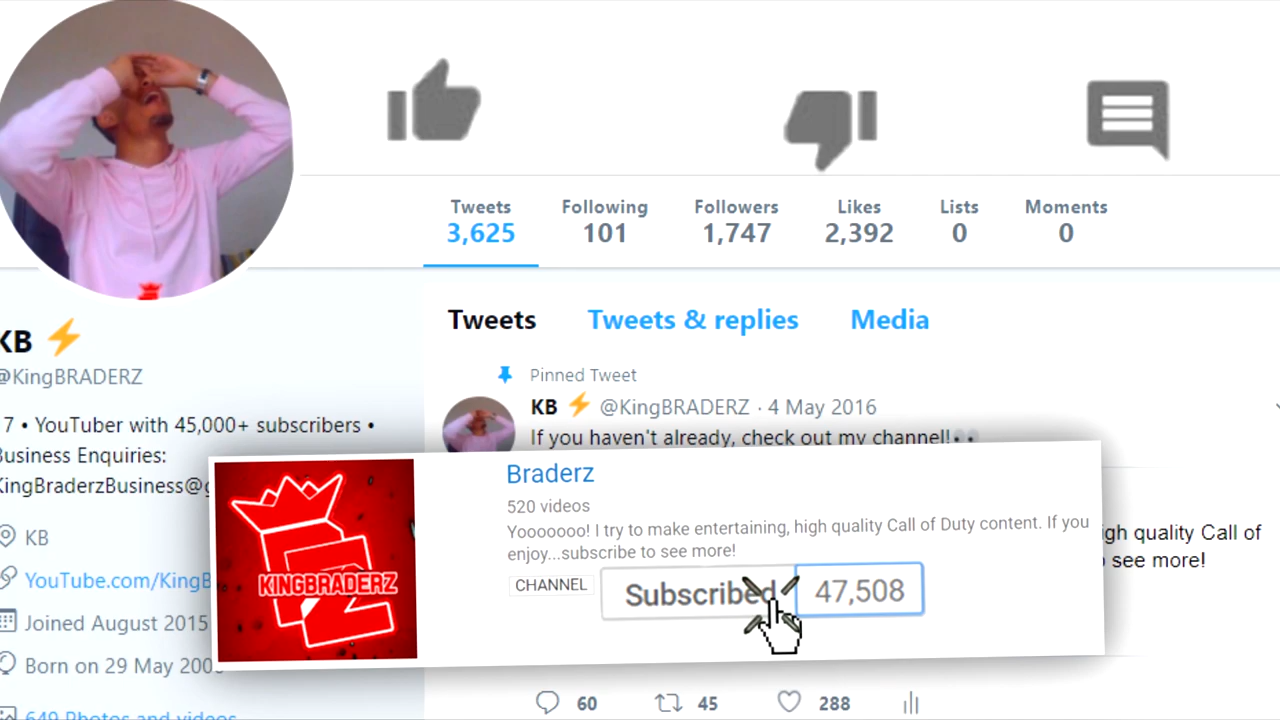 Tweets Following Followers Likes Lists Moments
3,625 101 1,747 2,392 0 0
KB ⚡
@KingBRADERZ
7 • YouTuber with 45,000+ subscribers •
Business Enquiries:
KingBraderzBusiness@g
KB
YouTube.com/KingB
Joined August 2015
Born on 29 May 200
649 Photos and videos
Tweets Tweets & replies Media
Pinned Tweet
KB ⚡ @KingBRADERZ · 4 May 2016
If you haven't already, check out my channel!👀
igh quality Call of
see more!
KINGBRADERZ
Braderz
520 videos
Yooooooo! I try to make entertaining, high quality Call of Duty content. If you
enjoy...subscribe to see more!
CHANNEL Subscribed 47,508
60 45 288